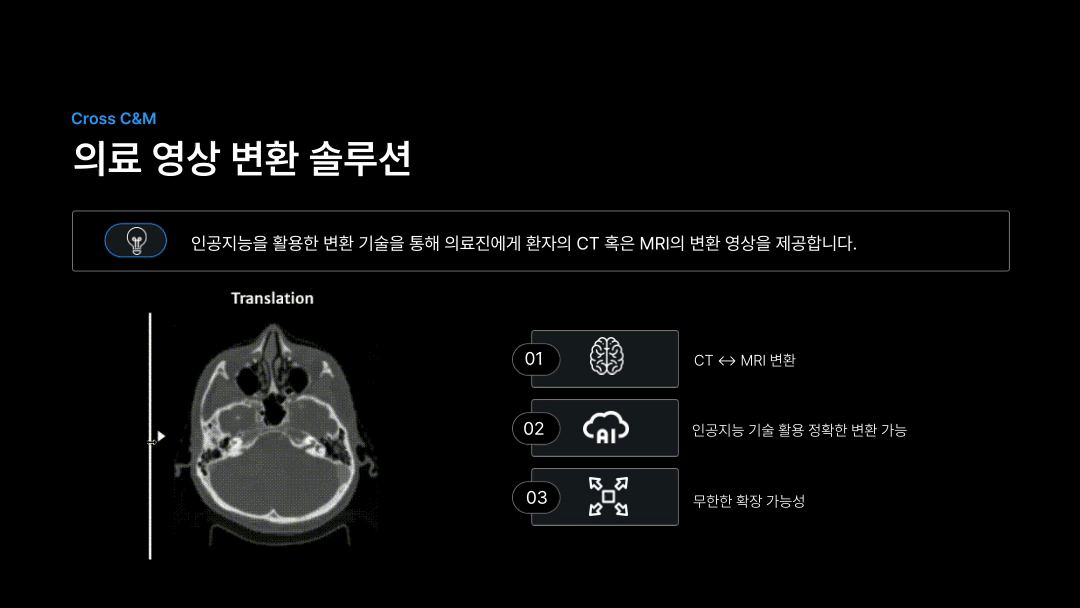 Cross C&M
의료 영상 변환 솔루션
인공지능을 활용한 변환 기술을 통해 의료진에게 환자의 CT 혹은 MRI의 변환 영상을 제공합니다.
Translation
01
CT ↔ MRI 변환
02
AI
인공지능 기술 활용 정확한 변환 가능
03
무한한 확장 가능성